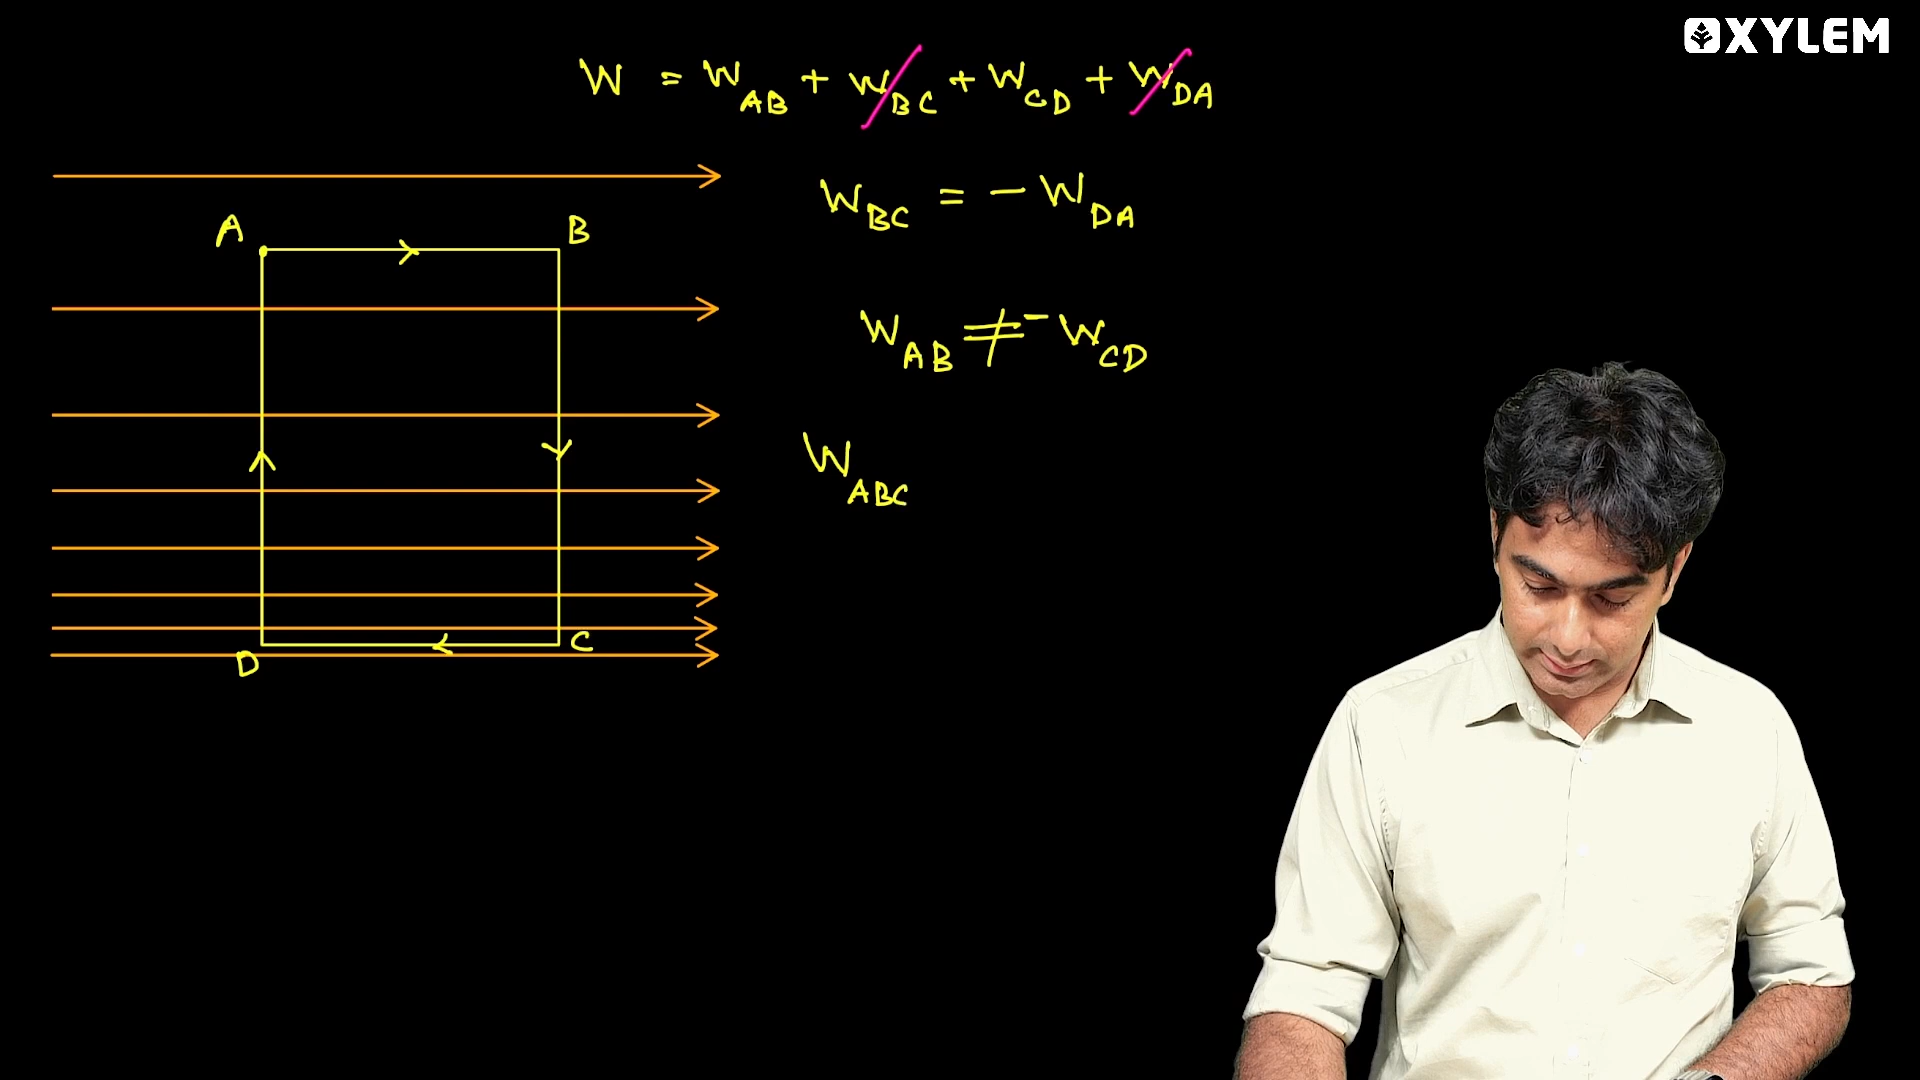 XYLEM
W = W_AB + W_BC + W_CD + W_DA
W_BC = - W_DA
A B
W_AB ≠ - W_CD
W_ABC
D C